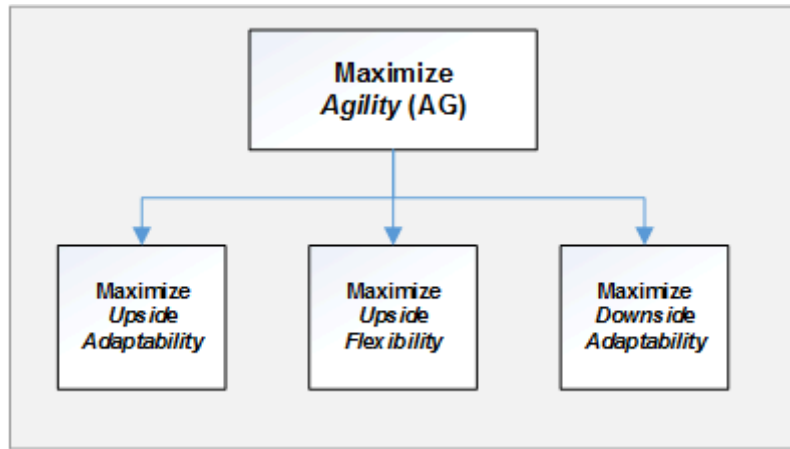 Maximize
Agility (AG)
Maximize
Upside
Adaptability
Maximize
Upside
Flexibility
Maximize
Downside
Adaptability